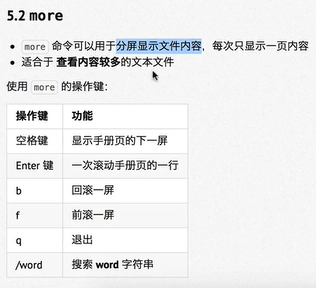 5.2 more
more 命令可以用于分屏显示文件内容，每次只显示一页内容
适合于 查看内容较多的文本文件
使用 more 的操作键：
操作键 功能
空格键 显示手册页的下一屏
Enter 键 一次滚动手册页的一行
b 回滚一屏
f 前滚一屏
q 退出
/word 搜索 word 字符串